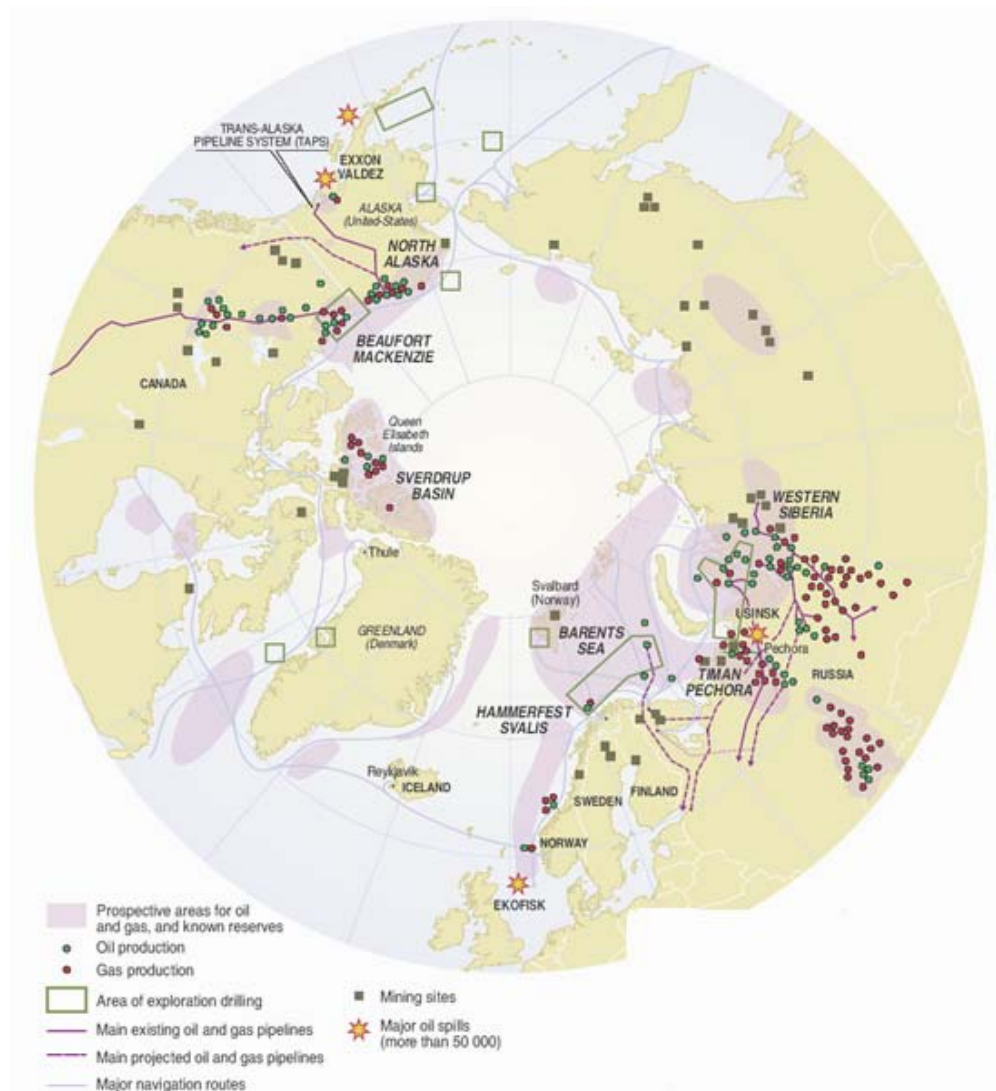 TRANS-ALASKA
PIPELINE SYSTEM (TAPS)
EXXON
VALDEZ
ALASKA
(United-States)
NORTH
ALASKA
BEAUFORT
MACKENZIE
CANADA
Queen
Elisabeth
Islands
SVERDRUP
BASIN
WESTERN
SIBERIA
Thule
Svalbard
(Norway)
GREENLAND
(Denmark)
BARENTS
SEA
USINSK
Pechora
TIMAN
PECHORA
RUSSIA
HAMMERFEST
SVALIS
Reykjavik
ICELAND
SWEDEN
FINLAND
NORWAY
EKOFISK
Prospective areas for oil
and gas, and known reserves
Oil production
Gas production
Area of exploration drilling
Main existing oil and gas pipelines
Main projected oil and gas pipelines
Major navigation routes
Mining sites
Major oil spills
(more than 50 000)